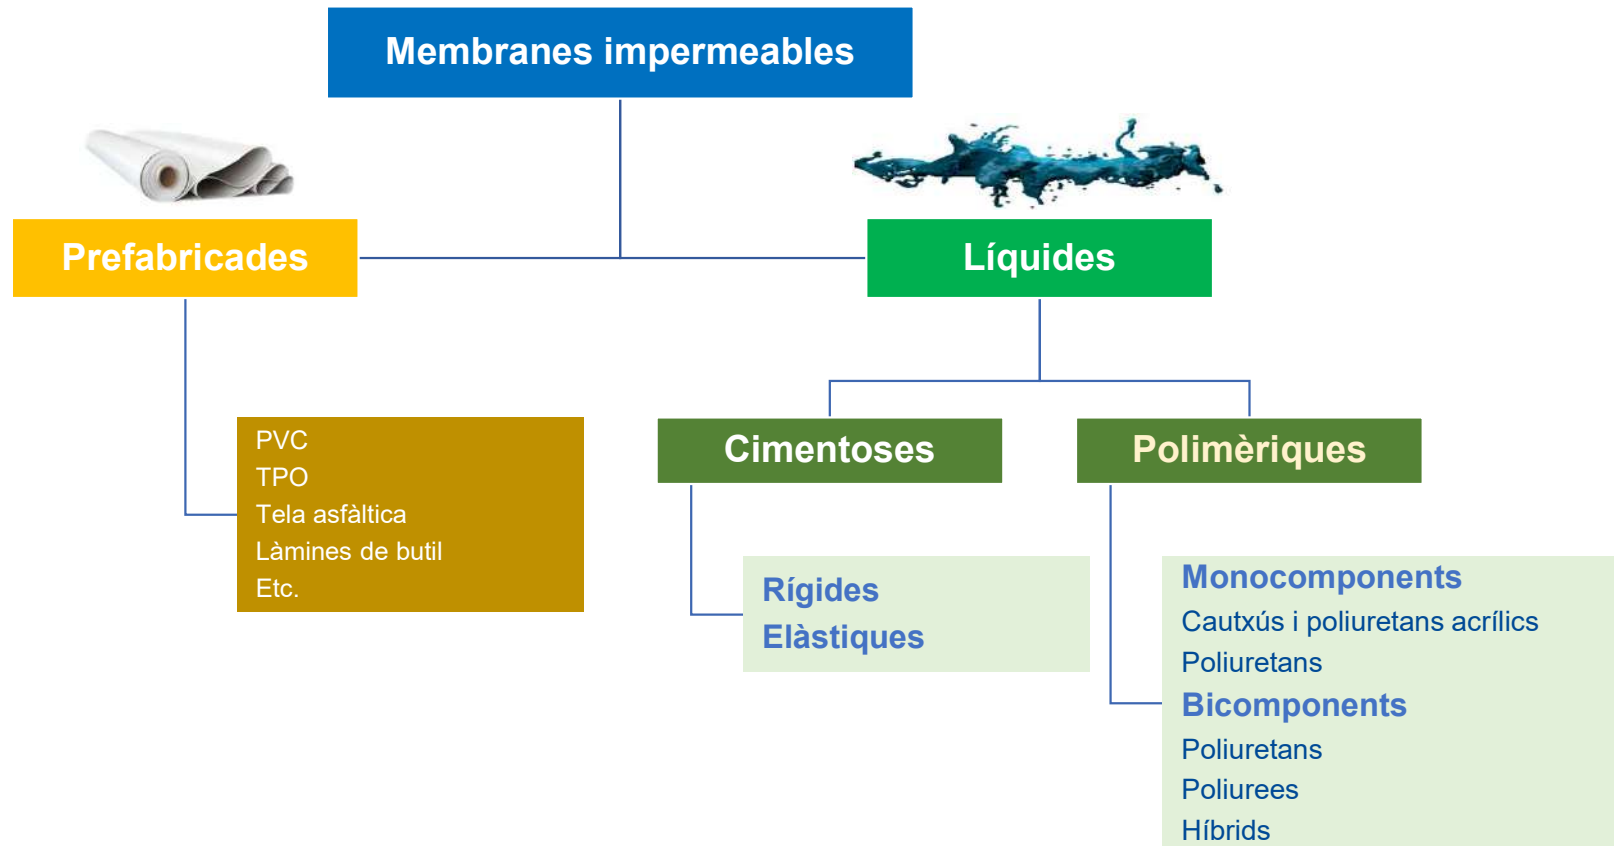 Membranes impermeables
Prefabricades
Líquides
PVC
TPO
Tela asfàltica
Làmines de butil
Etc.
Cimentoses
Polimèriques
Rígides
Elàstiques
Monocomponents
Cautxús i poliuretans acrílics
Poliuretans
Bicomponents
Poliuretans
Poliurees
Híbrids